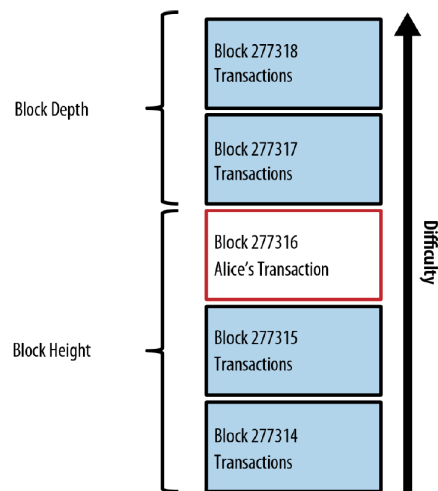 Block 277318
Transactions
Block Depth
Block 277317
Transactions
Block 277316
Alice's Transaction
Difficulty
Block Height
Block 277315
Transactions
Block 277314
Transactions